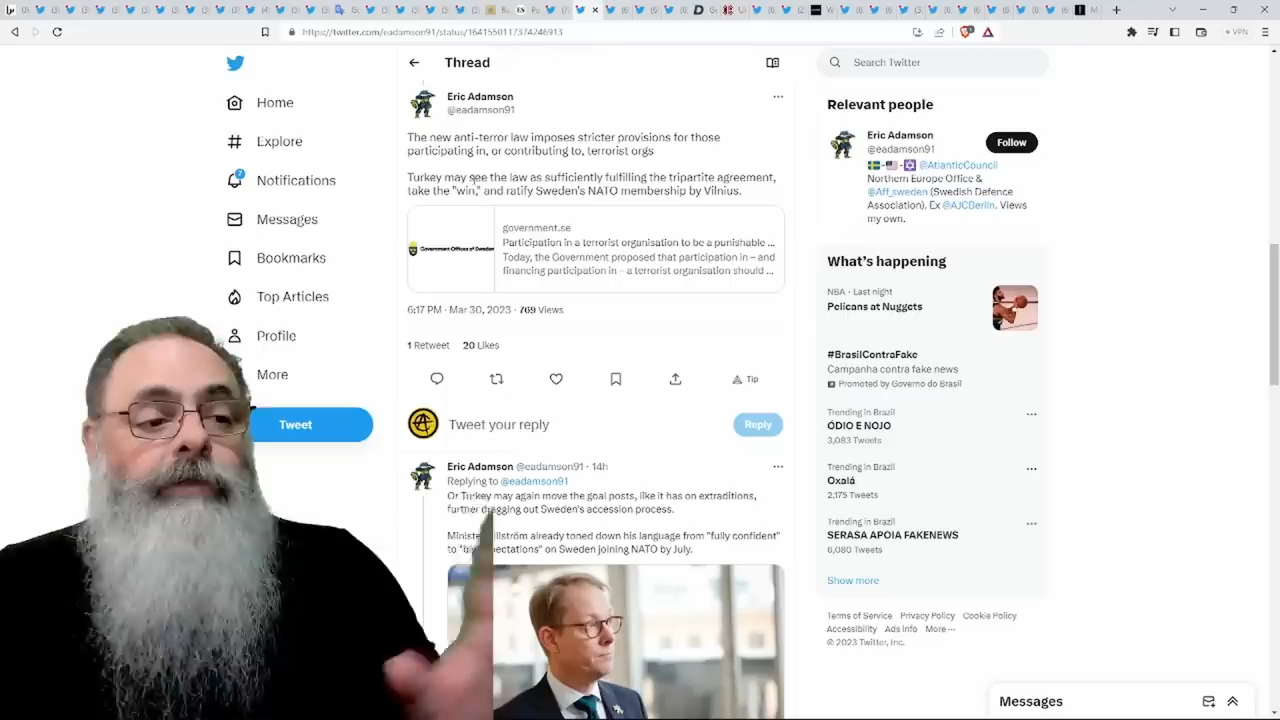 https://twitter.com/eadamson91/status/1641550117374246913
VPN
Home
Explore
Notifications
Messages
Bookmarks
Top Articles
Profile
More
Tweet
Thread
Eric Adamson
@eadamson91
The new anti-terror law imposes stricter provisions for those
participating in, or contributing to, terrorist orgs
Turkey may see the law as sufficiently fulfilling the tripartite agreement,
take the "win," and ratify Sweden's NATO membership by Vilnius.
Government Offices of Sweden
government.se
Participation in a terrorist organisation to be a punishable ...
Today, the Government proposed that participation in – and
financing participation in – a terrorist organisation should ...
6:17 PM · Mar 30, 2023 · 769 Views
1 Retweet 20 Likes
Tip
Tweet your reply
Reply
Eric Adamson @eadamson91 · 14h
Replying to @eadamson91
Or Turkey may again move the goal posts, like it has on extraditions,
further dragging out Sweden's accession process.
toned down his language from "fully confident"
on Sweden joining NATO by July.
Search Twitter
Relevant people
Eric Adamson
@eadamson91
Follow
@AtlanticCouncil
Northern Europe Office &
@Aff_sweden (Swedish Defence
Association). Ex @AJCBerlin. Views
my own.
What's happening
NBA · Last night
Pelicans at Nuggets
#BrasilContraFake
Campanha contra fake news
Promoted by Governo do Brasil
Trending in Brazil
ÓDIO E NOJO
3,083 Tweets
Trending in Brazil
Oxalá
2,175 Tweets
Trending in Brazil
SERASA APOIA FAKENEWS
6,080 Tweets
Show more
Terms of Service Privacy Policy Cookie Policy
Accessibility Ads info More ···
© 2023 Twitter, Inc.
Messages